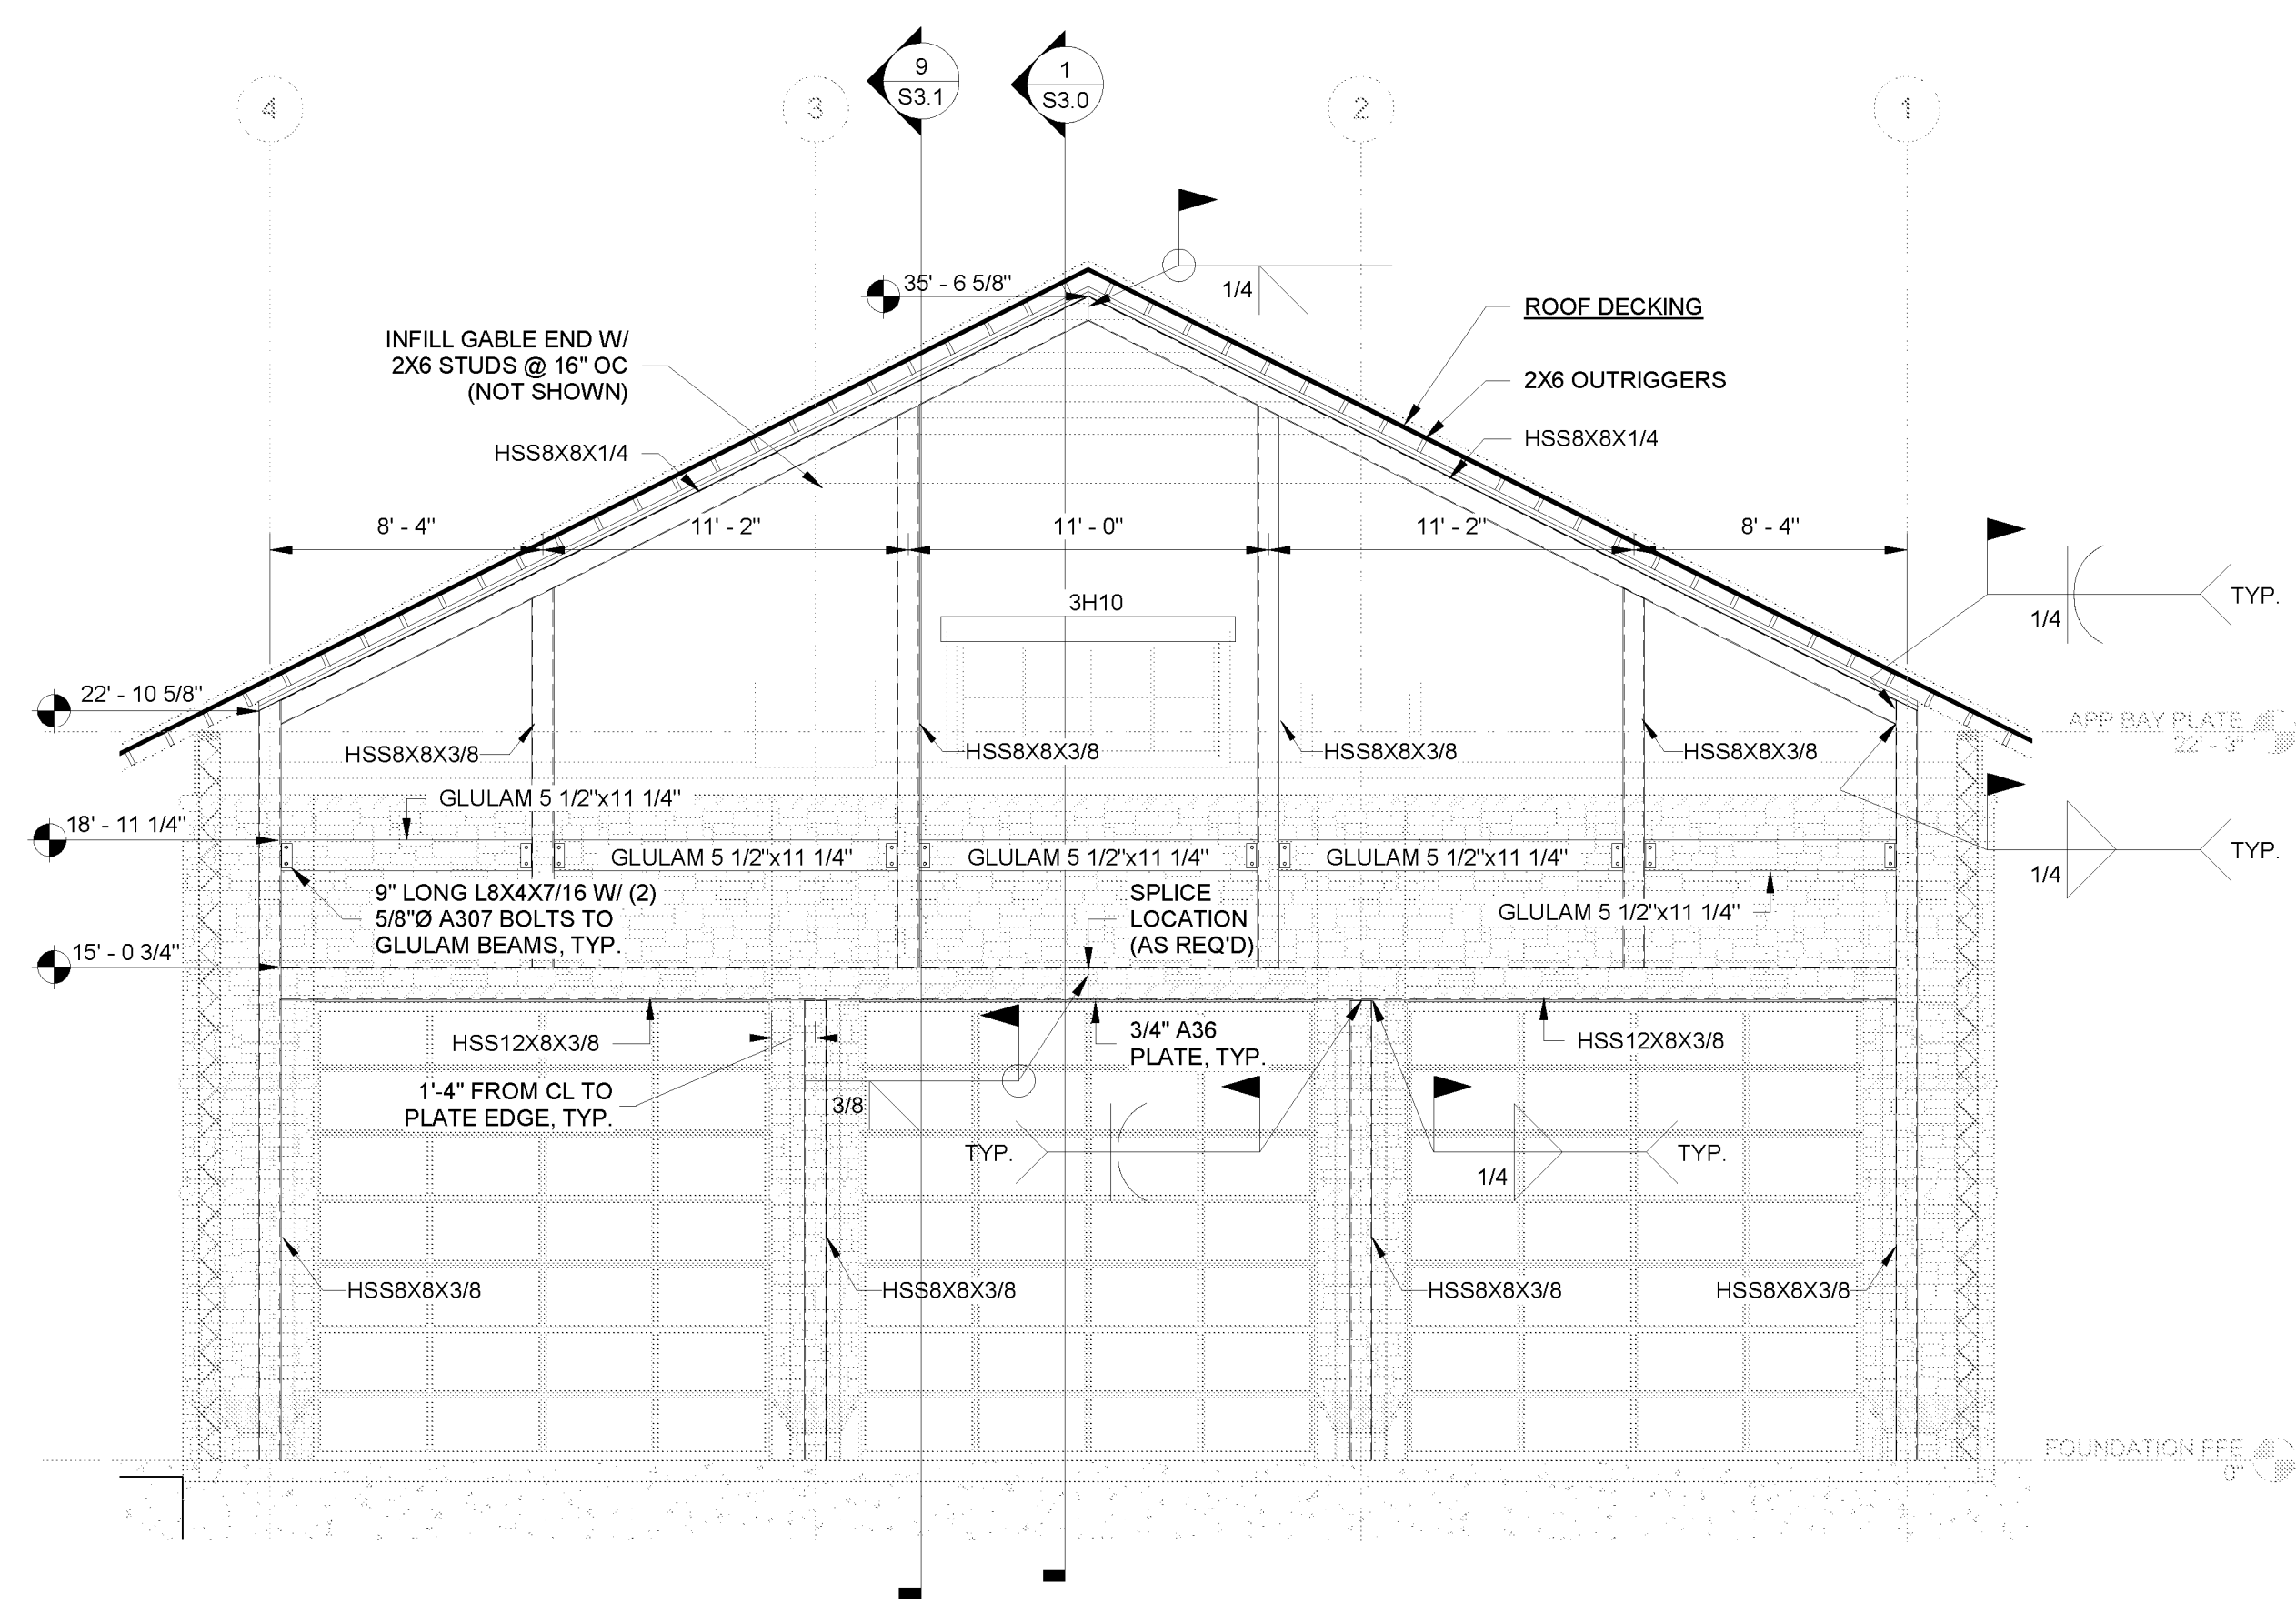 9
S3.1
1
S3.0
4
3
2
1
35' - 6 5/8"
1/4
ROOF DECKING
INFILL GABLE END W/
2X6 STUDS @ 16" OC
(NOT SHOWN)
2X6 OUTRIGGERS
HSS8X8X1/4
HSS8X8X1/4
8' - 4"
11' - 2"
11' - 0"
11' - 2"
8' - 4"
TYP.
1/4
3H10
22' - 10 5/8"
APP BAY PLATE
22' - 3"
HSS8X8X3/8
HSS8X8X3/8
HSS8X8X3/8
HSS8X8X3/8
GLULAM 5 1/2"x11 1/4"
18' - 11 1/4"
GLULAM 5 1/2"x11 1/4"
GLULAM 5 1/2"x11 1/4"
GLULAM 5 1/2"x11 1/4"
TYP.
1/4
9" LONG L8X4X7/16 W/ (2)
5/8"Ø A307 BOLTS TO
GLULAM BEAMS, TYP.
SPLICE
LOCATION
(AS REQ'D)
GLULAM 5 1/2"x11 1/4"
15' - 0 3/4"
HSS12X8X3/8
3/4" A36
PLATE, TYP.
HSS12X8X3/8
1'-4" FROM CL TO
PLATE EDGE, TYP.
3/8
TYP.
TYP.
1/4
HSS8X8X3/8
HSS8X8X3/8
HSS8X8X3/8
HSS8X8X3/8
FOUNDATION FFE
0"